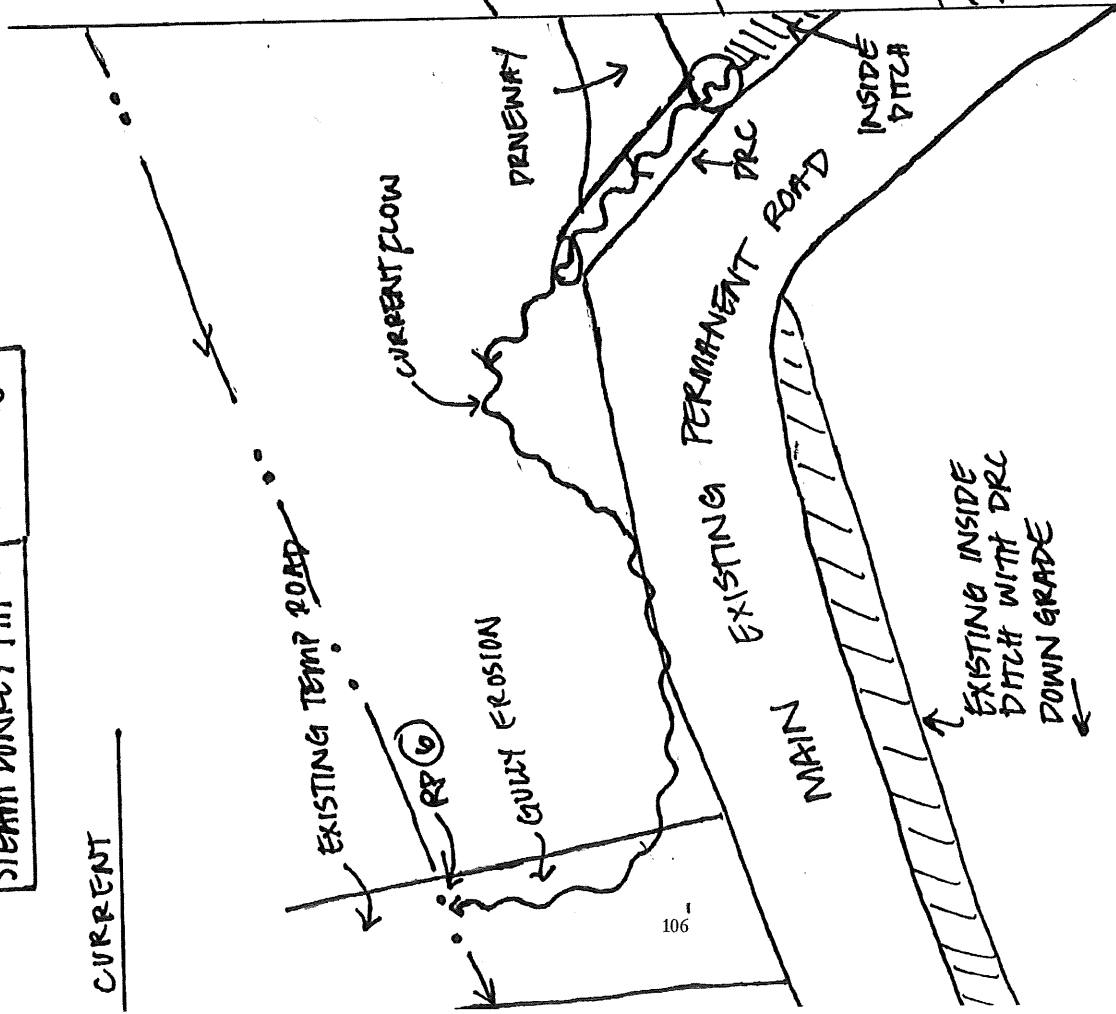 CURRENT
EXISTING TEMP ROAD
RP 6
GULLY EROSION
CURRENT FLOW
DRIVEWAY
DRC
INSIDE
DITCH
MAIN EXISTING PERMANENT ROAD
EXISTING INSIDE
DITCH WITH DRC
DOWN GRADE
106'